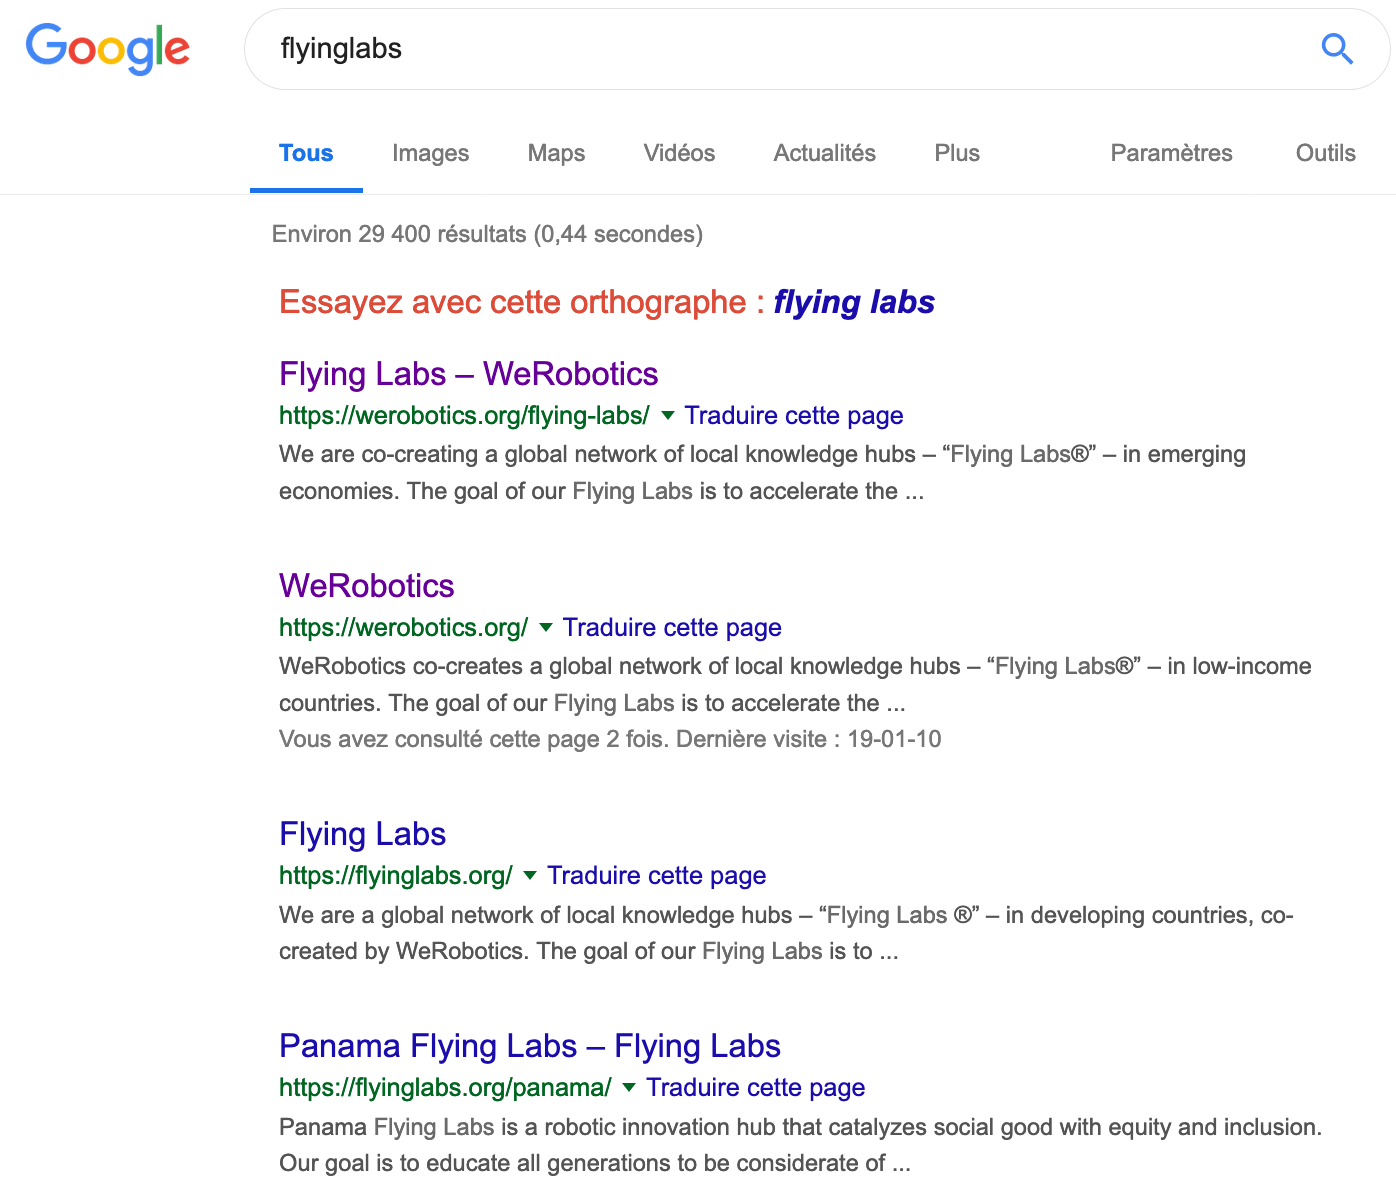 Google
flyinglabs
Tous Images Maps Vidéos Actualités Plus Paramètres Outils
Environ 29 400 résultats (0,44 secondes)
Essayez avec cette orthographe : flying labs
Flying Labs – WeRobotics
https://werobotics.org/flying-labs/ Traduire cette page
We are co-creating a global network of local knowledge hubs – “Flying Labs®” – in emerging
economies. The goal of our Flying Labs is to accelerate the ...
WeRobotics
https://werobotics.org/ Traduire cette page
WeRobotics co-creates a global network of local knowledge hubs – “Flying Labs®” – in low-income
countries. The goal of our Flying Labs is to accelerate the ...
Vous avez consulté cette page 2 fois. Dernière visite : 19-01-10
Flying Labs
https://flyinglabs.org/ Traduire cette page
We are a global network of local knowledge hubs – “Flying Labs ®” – in developing countries, co-
created by WeRobotics. The goal of our Flying Labs is to ...
Panama Flying Labs – Flying Labs
https://flyinglabs.org/panama/ Traduire cette page
Panama Flying Labs is a robotic innovation hub that catalyzes social good with equity and inclusion.
Our goal is to educate all generations to be considerate of ...